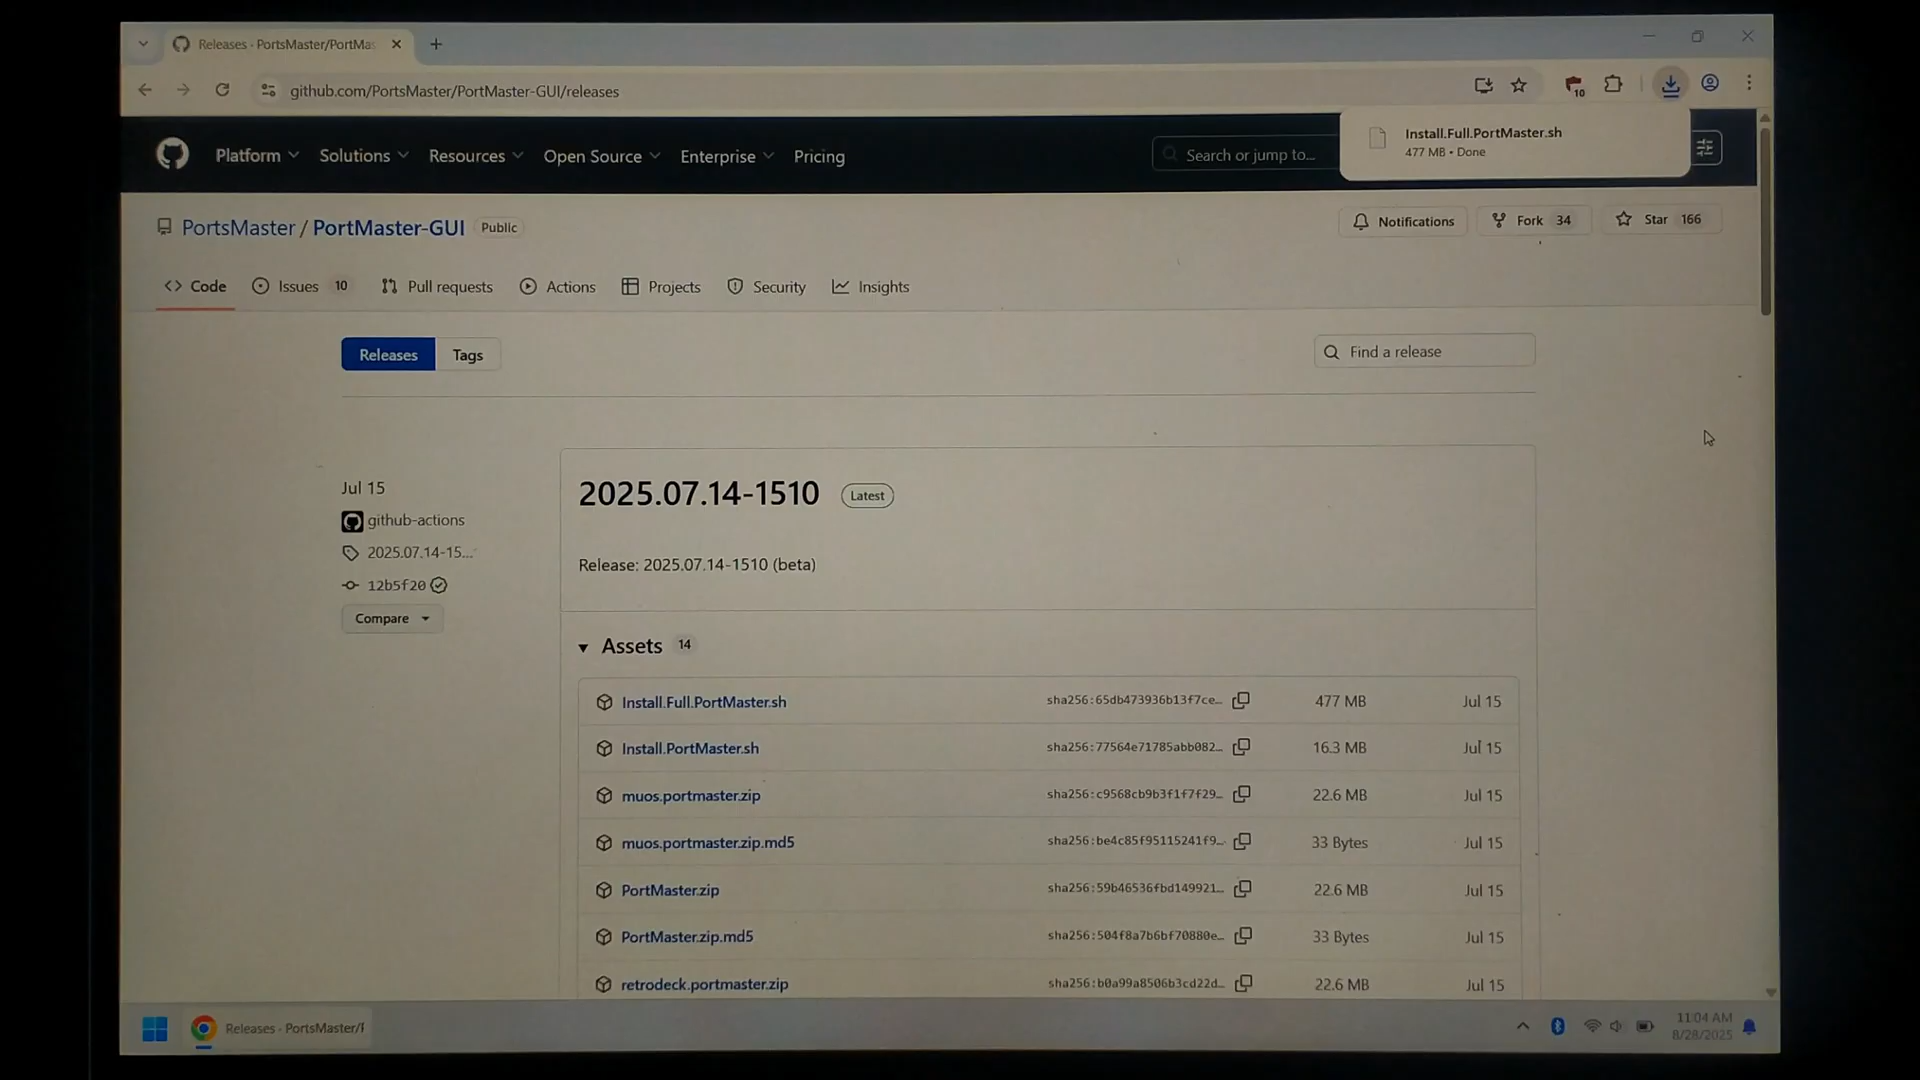 Releases · PortsMaster/PortMas
github.com/PortsMaster/PortMaster-GUI/releases
10
Install.Full.PortMaster.sh
477 MB • Done
Platform
Solutions
Resources
Open Source
Enterprise
Pricing
Search or jump to...
PortsMaster / PortMaster-GUI Public
Notifications
Fork 34
Star 166
Code
Issues 10
Pull requests
Actions
Projects
Security
Insights
Releases
Tags
Find a release
Jul 15
github-actions
2025.07.14-15...
12b5f20
Compare
2025.07.14-1510 Latest
Release: 2025.07.14-1510 (beta)
Assets 14
Install.Full.PortMaster.sh sha256:65db473936b13f7ce… 477 MB Jul 15
Install.PortMaster.sh sha256:77564e71785abb082… 16.3 MB Jul 15
muos.portmaster.zip sha256:c9568cb9b3f1f7f29… 22.6 MB Jul 15
muos.portmaster.zip.md5 sha256:be4c85f95115241f9… 33 Bytes Jul 15
PortMaster.zip sha256:59b46536fbd149921… 22.6 MB Jul 15
PortMaster.zip.md5 sha256:504f8a7b6bf70880e… 33 Bytes Jul 15
retrodeck.portmaster.zip sha256:b0a99a8506b3cd22d… 22.6 MB Jul 15
Releases - PortsMaster/P
11:04 AM
8/28/2025